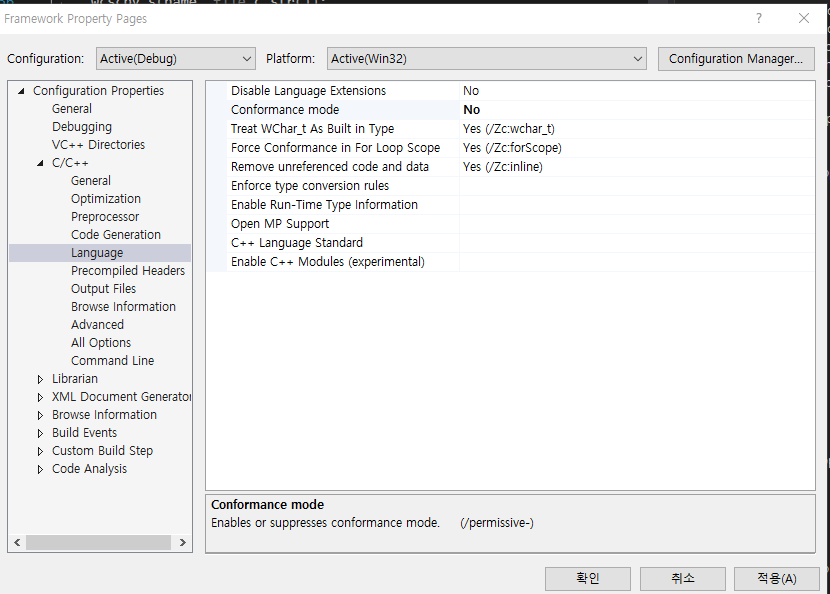 Framework Property Pages
?
Configuration: Active(Debug) Platform: Active(Win32) Configuration Manager...
Configuration Properties
General
Debugging
VC++ Directories
C/C++
General
Optimization
Preprocessor
Code Generation
Language
Precompiled Headers
Output Files
Browse Information
Advanced
All Options
Command Line
Librarian
XML Document Generator
Browse Information
Build Events
Custom Build Step
Code Analysis
Disable Language Extensions No
Conformance mode No
Treat WChar_t As Built in Type Yes (/Zc:wchar_t)
Force Conformance in For Loop Scope Yes (/Zc:forScope)
Remove unreferenced code and data Yes (/Zc:inline)
Enforce type conversion rules
Enable Run-Time Type Information
Open MP Support
C++ Language Standard
Enable C++ Modules (experimental)
Conformance mode
Enables or suppresses conformance mode. (/permissive-)
확인 취소 적용(A)